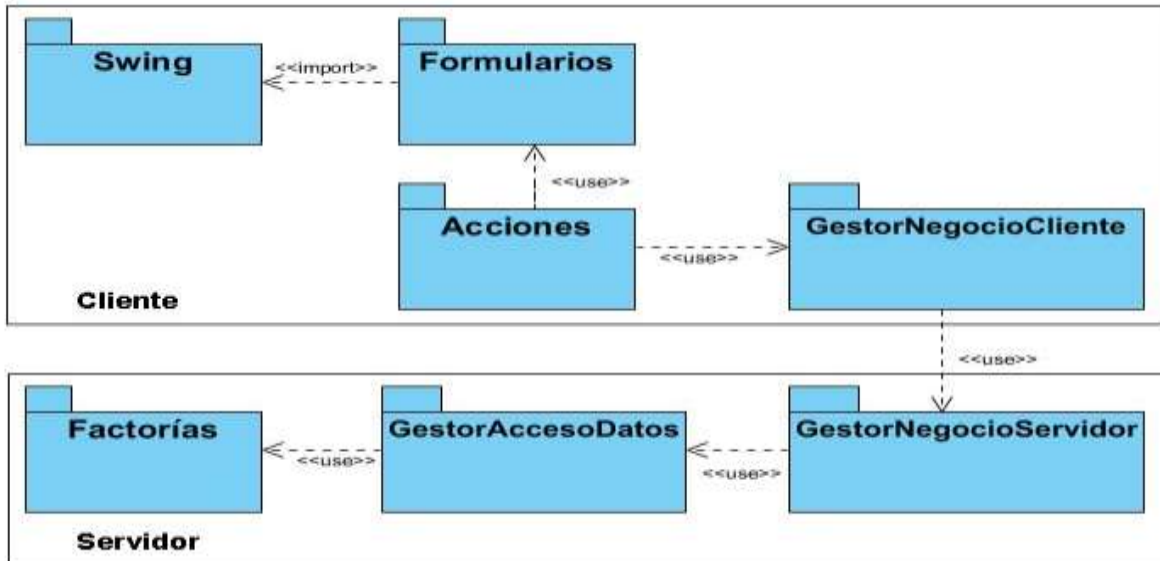 Swing
<<import>>
Formularios
<<use>>
Acciones
<<use>>
GestorNegocioCliente
Cliente
<<use>>
Factorías
<<use>>
GestorAccesoDatos
<<use>>
GestorNegocioServidor
Servidor